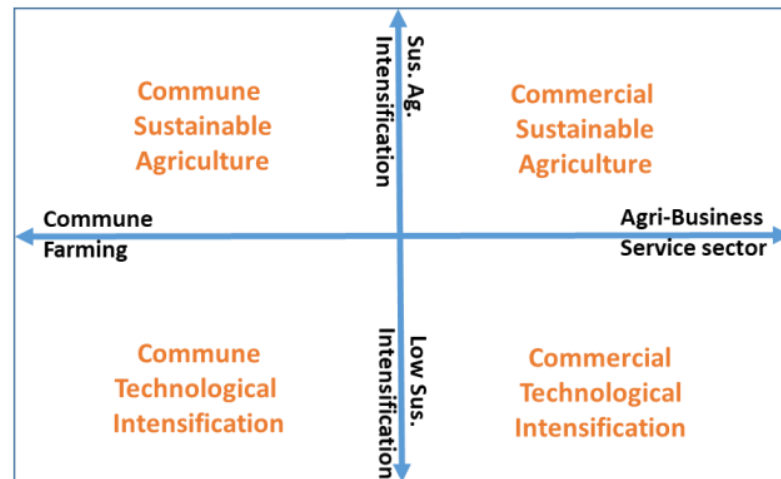 Sus. Ag.
Intensification
Commune
Sustainable
Agriculture
Commercial
Sustainable
Agriculture
Commune
Farming
Agri-Business
Service sector
Low Sus.
Intensification
Commune
Technological
Intensification
Commercial
Technological
Intensification